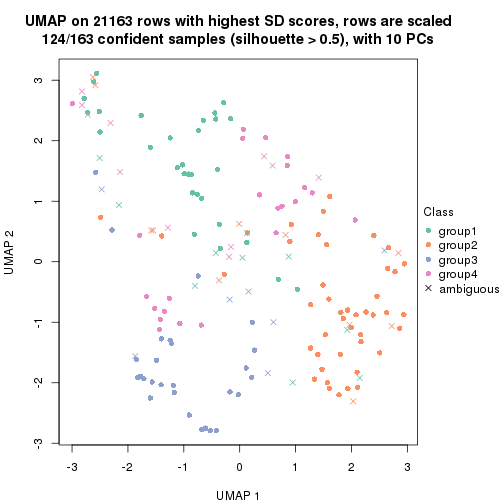 UMAP on 21163 rows with highest SD scores, rows are scaled
124/163 confident samples (silhouette > 0.5), with 10 PCs
3
2
1
0
-1
-2
-3
UMAP 2
-3
-2
-1
0
1
2
3
UMAP 1
Class
group1
group2
group3
group4
ambiguous